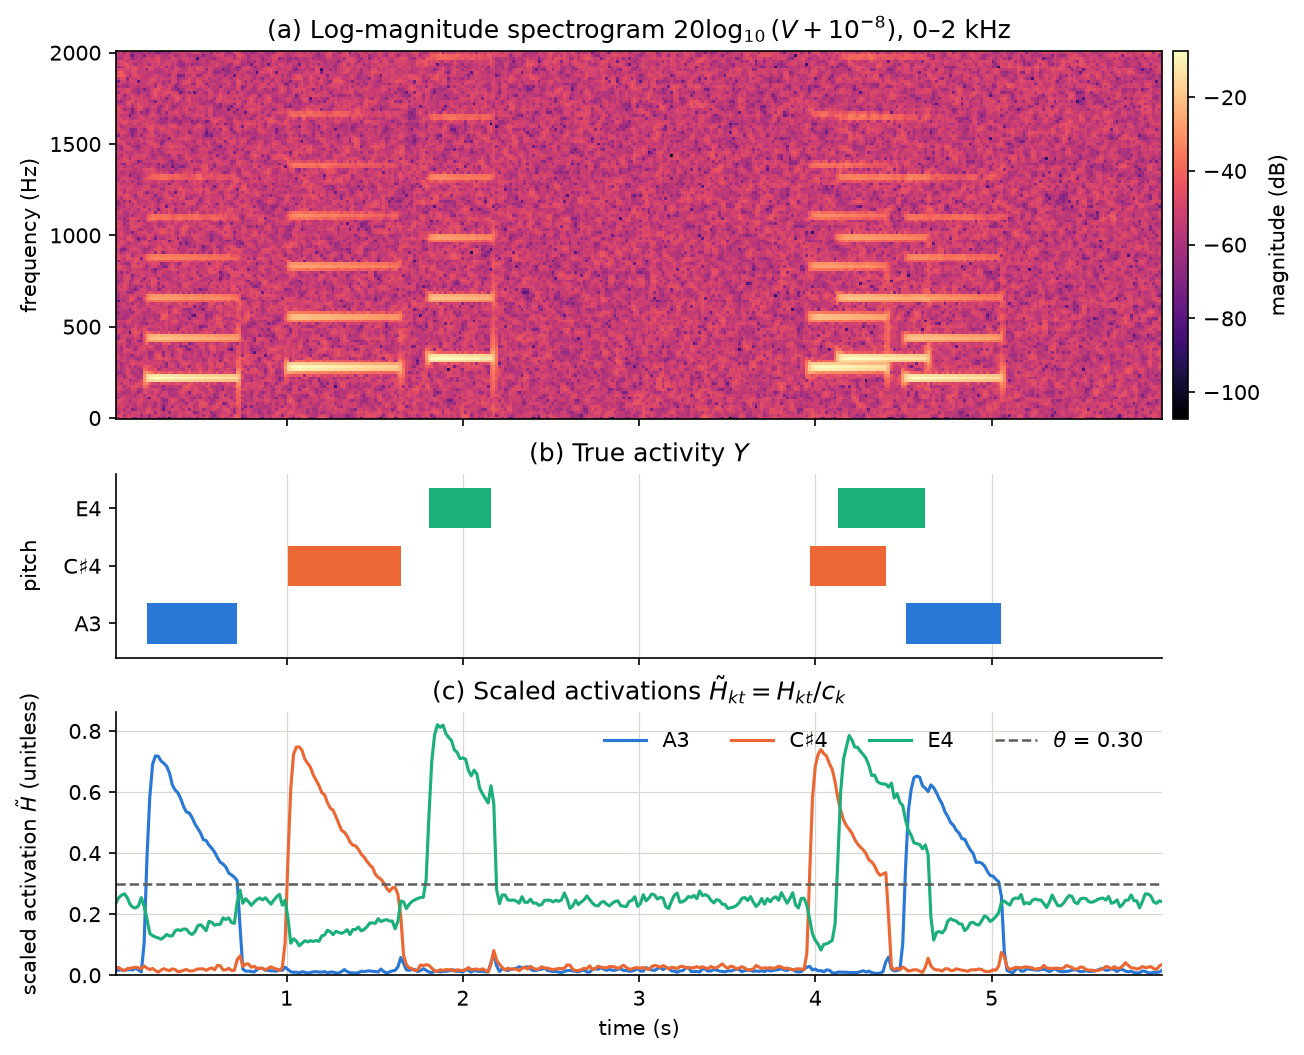 (a) Log-magnitude spectrogram 20log₁₀ (V + 10⁻⁸), 0–2 kHz
2000
1500
1000
500
0
frequency (Hz)
−20
−40
−60
−80
−100
magnitude (dB)
(b) True activity Y
E4
C♯4
A3
pitch
(c) Scaled activations H̃ₖₜ = Hₖₜ/cₖ
A3 C♯4 E4 θ = 0.30
0.8
0.6
0.4
0.2
0.0
scaled activation H̃ (unitless)
1 2 3 4 5
time (s)